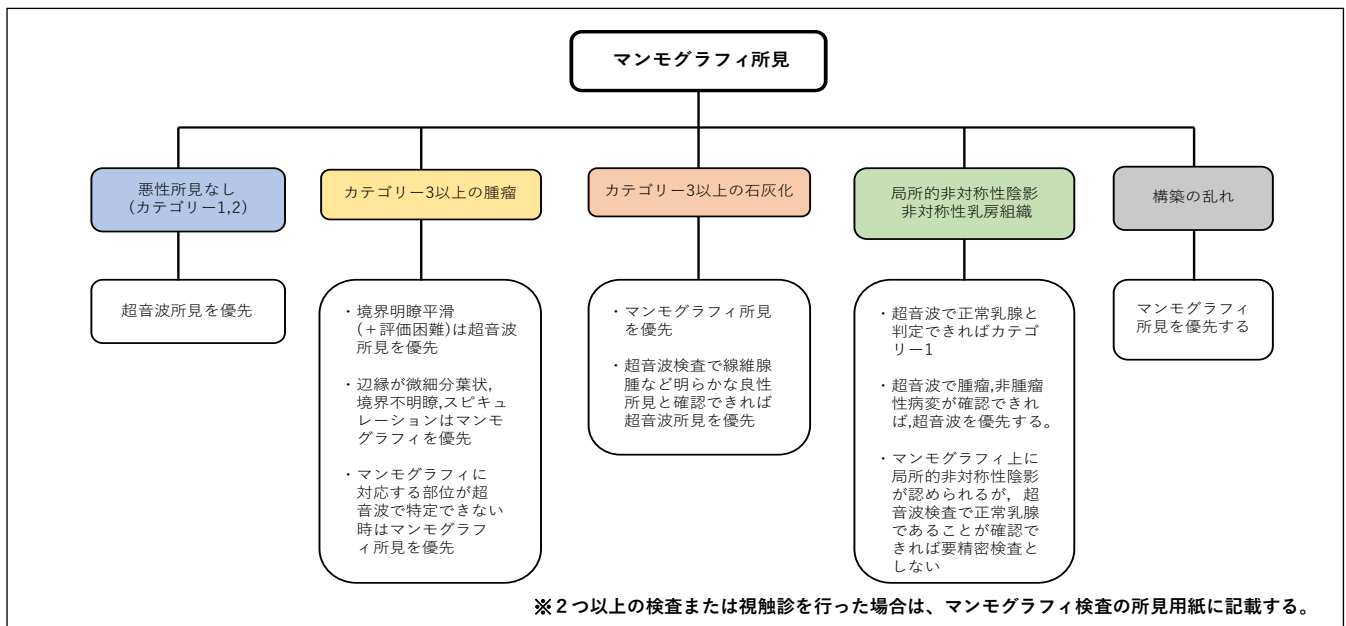 マンモグラフィ所見
悪性所見なし
(カテゴリー1,2)
超音波所見を優先
カテゴリー3以上の腫瘤
・境界明瞭平滑
(＋評価困難)は超音波
所見を優先
・辺縁が微細分葉状,
境界不明瞭,スピキュ
レーションはマンモ
グラフィを優先
・マンモグラフィに
対応する部位が超
音波で特定できない
時はマンモグラフ
ィ所見を優先
カテゴリー3以上の石灰化
・マンモグラフィ所見
を優先
・超音波検査で線維腺
腫など明らかな良性
所見と確認できれば
超音波所見を優先
局所的非対称性陰影
非対称性乳房組織
・超音波で正常乳腺と
判定できればカテゴ
リー1
・超音波で腫瘤,非腫瘤
性病変が確認できれ
ば,超音波を優先する。
・マンモグラフィ上に
局所的非対称性陰影
が認められるが，超
音波検査で正常乳腺
であることが確認で
きれば要精密検査と
しない
構築の乱れ
マンモグラフィ
所見を優先する
※２つ以上の検査または視触診を行った場合は、マンモグラフィ検査の所見用紙に記載する。